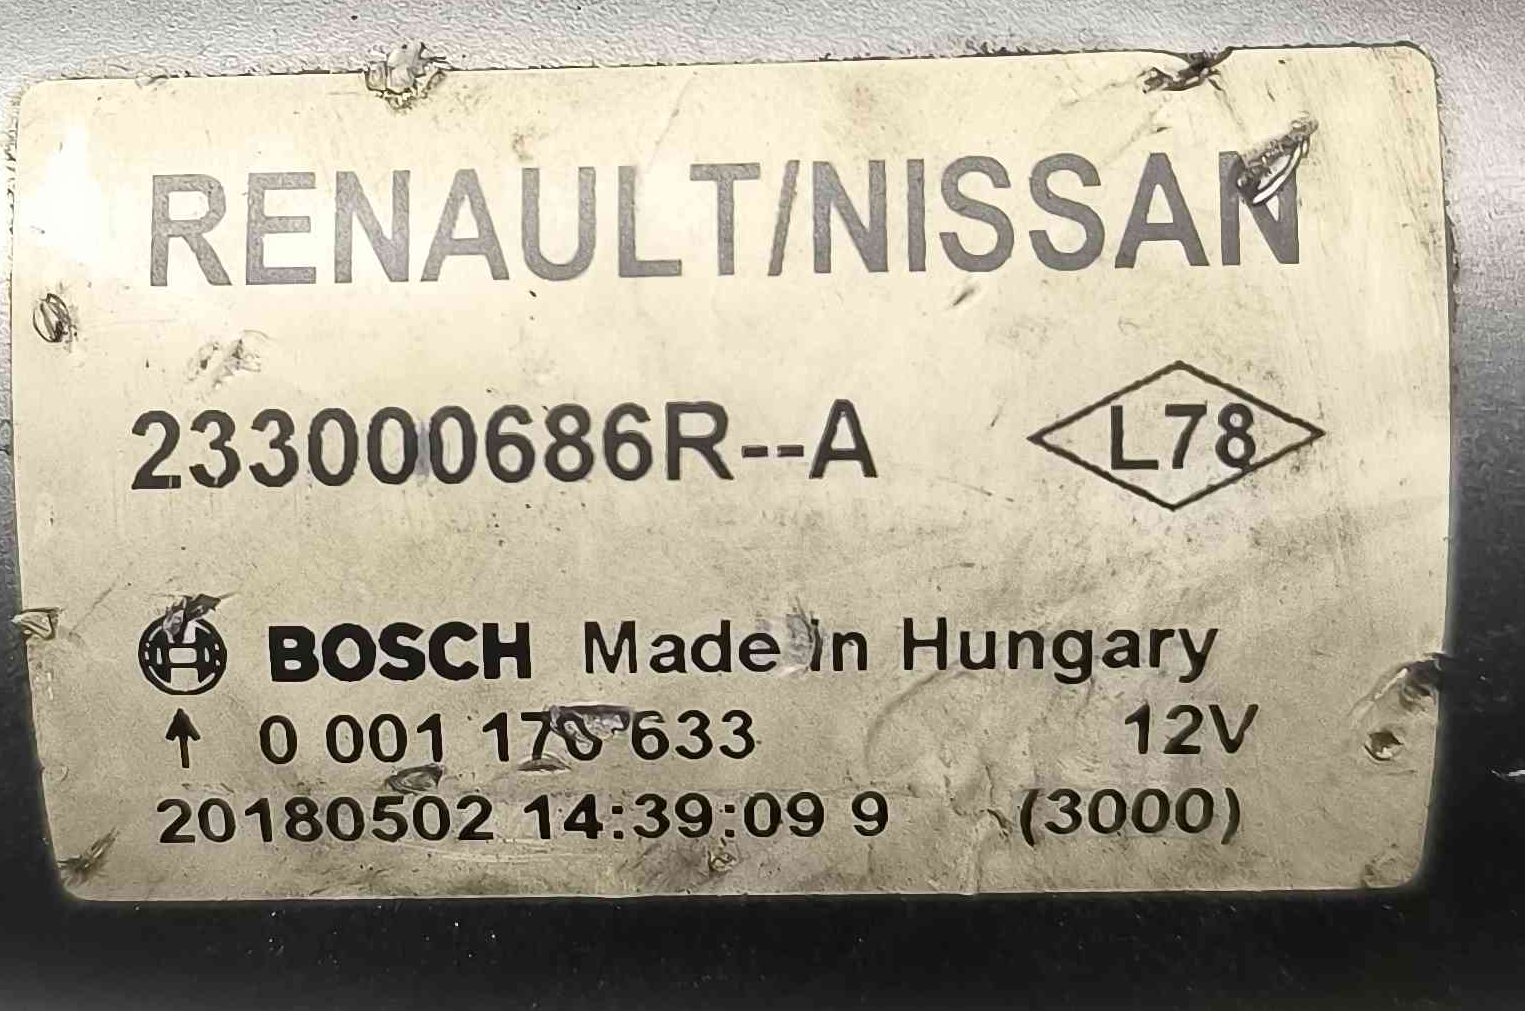 RENAULT/NISSAN
233000686R--A
L78
BOSCH Made in Hungary
↑ 0 001 170 633 12V
20180502 14:39:09 9 (3000)